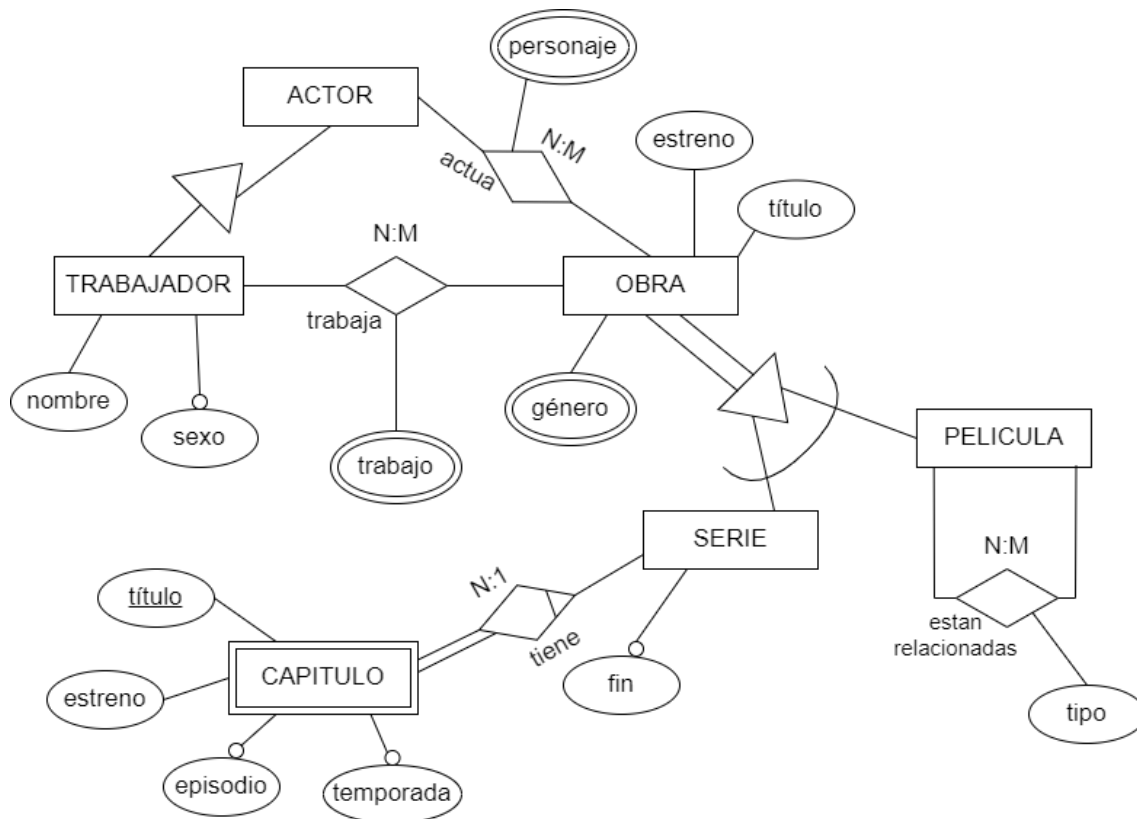 personaje
ACTOR
N:M
actua
estreno
título
N:M
TRABAJADOR
OBRA
trabaja
nombre
sexo
género
trabajo
PELICULA
SERIE
N:M
N:1
título
tiene
estan
relacionadas
CAPITULO
estreno
fin
tipo
episodio
temporada